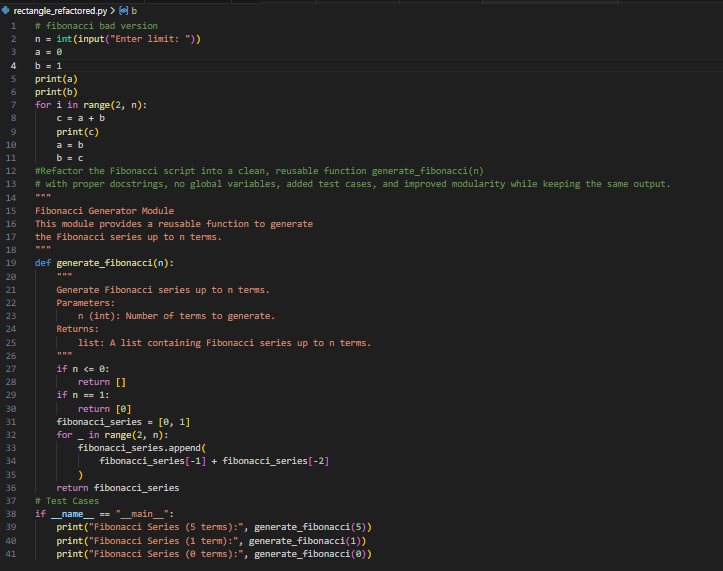 rectangle_refactored.py > b
1 # fibonacci bad version
2 n = int(input("Enter limit: "))
3 a = 0
4 b = 1
5 print(a)
6 print(b)
7 for i in range(2, n):
8     c = a + b
9     print(c)
10     a = b
11     b = c
12 #Refactor the Fibonacci script into a clean, reusable function generate_fibonacci(n)
13 # with proper docstrings, no global variables, added test cases, and improved modularity while keeping the same output.
14 """
15 Fibonacci Generator Module
16 This module provides a reusable function to generate
17 the Fibonacci series up to n terms.
18 """
19 def generate_fibonacci(n):
20     """
21     Generate Fibonacci series up to n terms.
22     Parameters:
23         n (int): Number of terms to generate.
24     Returns:
25         list: A list containing Fibonacci series up to n terms.
26     """
27     if n <= 0:
28         return []
29     if n == 1:
30         return [0]
31     fibonacci_series = [0, 1]
32     for _ in range(2, n):
33         fibonacci_series.append(
34             fibonacci_series[-1] + fibonacci_series[-2]
35         )
36     return fibonacci_series
37 # Test Cases
38 if __name__ == "__main__":
39     print("Fibonacci Series (5 terms):", generate_fibonacci(5))
40     print("Fibonacci Series (1 term):", generate_fibonacci(1))
41     print("Fibonacci Series (0 terms):", generate_fibonacci(0))